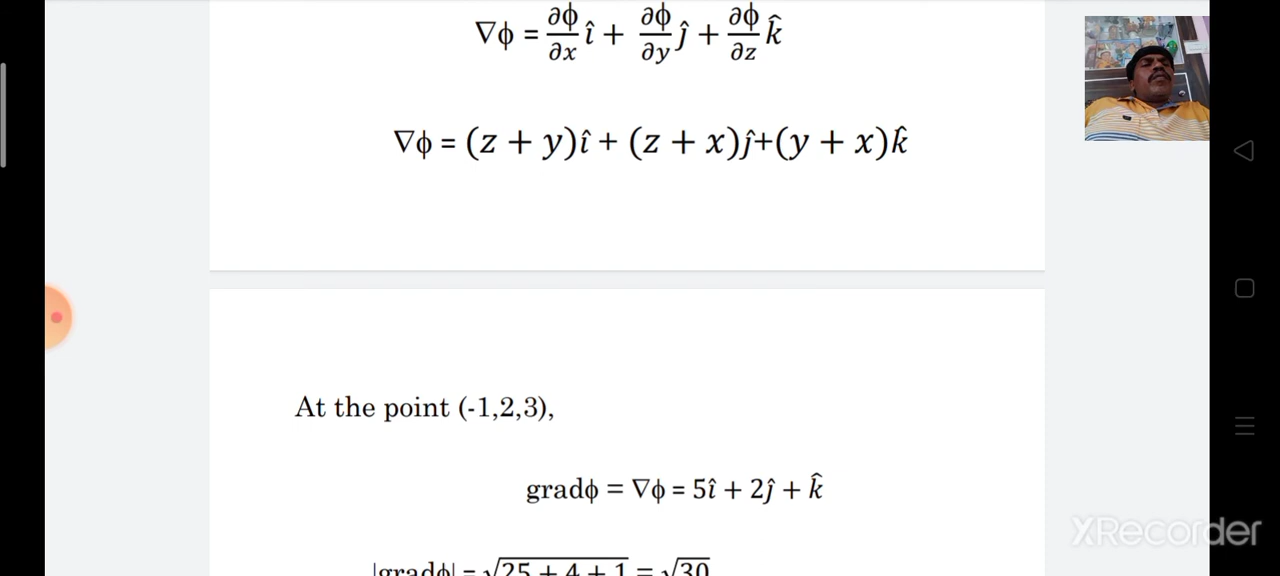 ∇ϕ = ∂ϕ/∂x î + ∂ϕ/∂y ĵ + ∂ϕ/∂z k̂
∇ϕ = (z + y)î + (z + x)ĵ+(y + x)k̂
At the point (-1,2,3),
gradϕ = ∇ϕ = 5î + 2ĵ + k̂
|gradϕ| = √25 + 4 + 1 = √30
XRecorder